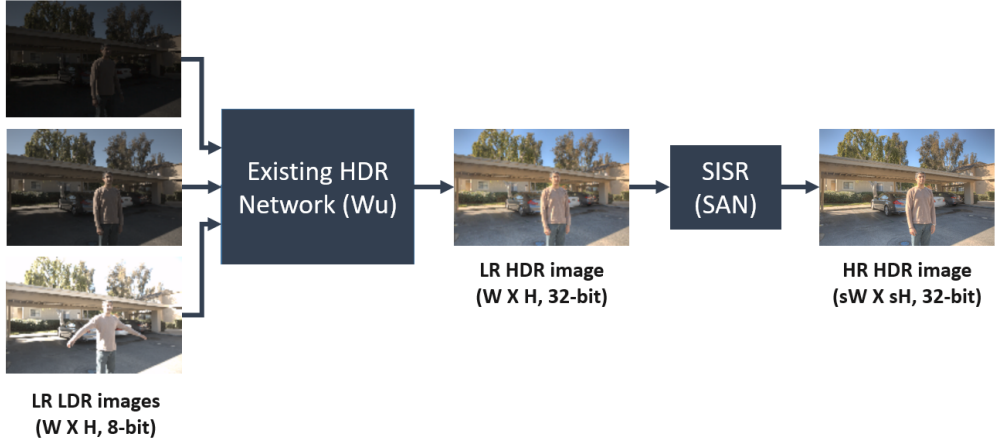 Existing HDR
Network (Wu)
SISR
(SAN)
LR HDR image
(W X H, 32-bit)
HR HDR image
(sW X sH, 32-bit)
LR LDR images
(W X H, 8-bit)